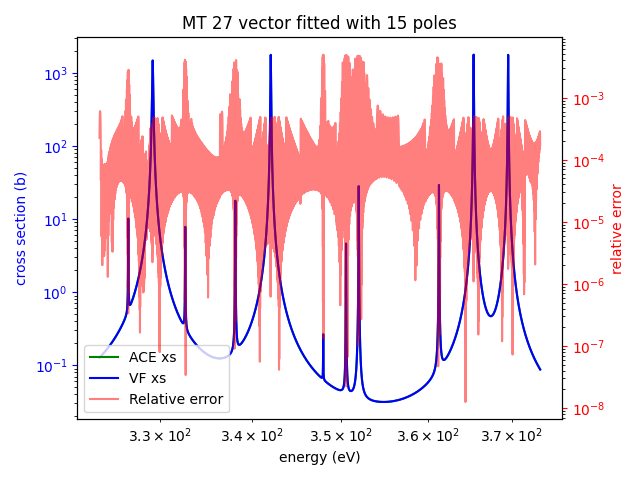 MT 27 vector fitted with 15 poles
10³
10²
10¹
10⁰
10⁻¹
cross section (b)
10⁻³
10⁻⁴
10⁻⁵
10⁻⁶
10⁻⁷
10⁻⁸
relative error
ACE xs
VF xs
Relative error
3.3 × 10² 3.4 × 10² 3.5 × 10² 3.6 × 10² 3.7 × 10²
energy (eV)